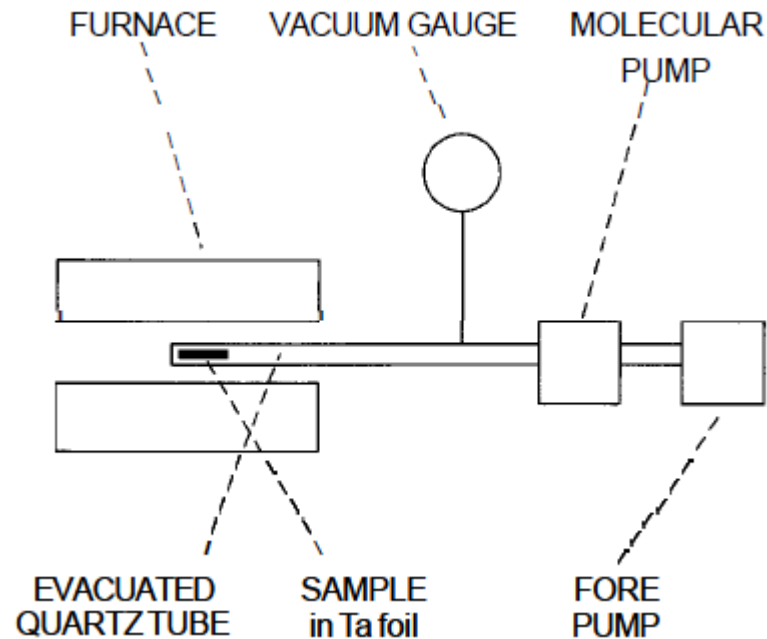 FURNACE
VACUUM GAUGE
MOLECULAR
PUMP
EVACUATED
QUARTZ TUBE
SAMPLE
in Ta foil
FORE
PUMP